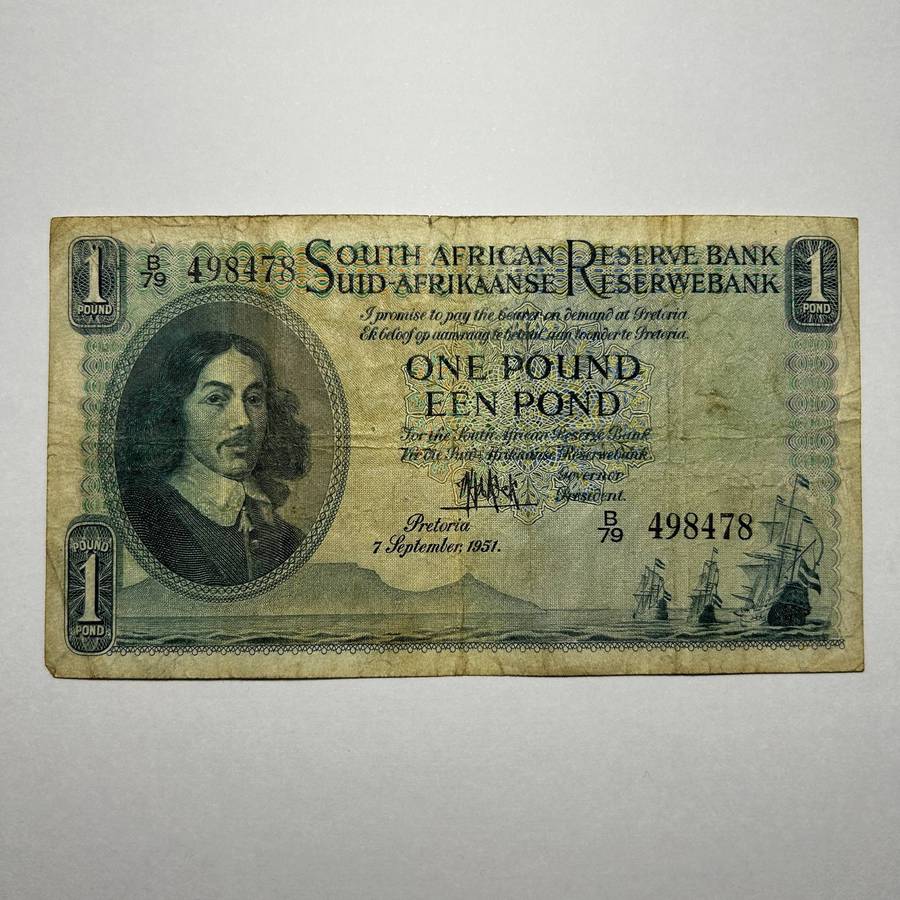 1
POUND
B/79 498478
SOUTH AFRICAN RESERVE BANK
SUID-AFRIKAANSE RESERWEBANK
1
POND
I promise to pay the bearer on demand at Pretoria.
Ek beloof op aanvraag te betaal aan toonder te Pretoria.
ONE POUND
EEN POND
For the South African Reserve Bank
Vir die Suid-Afrikaanse Reserwebank.
Governor
President.
Pretoria
7 September, 1951.
B/79 498478
POUND
1
POND